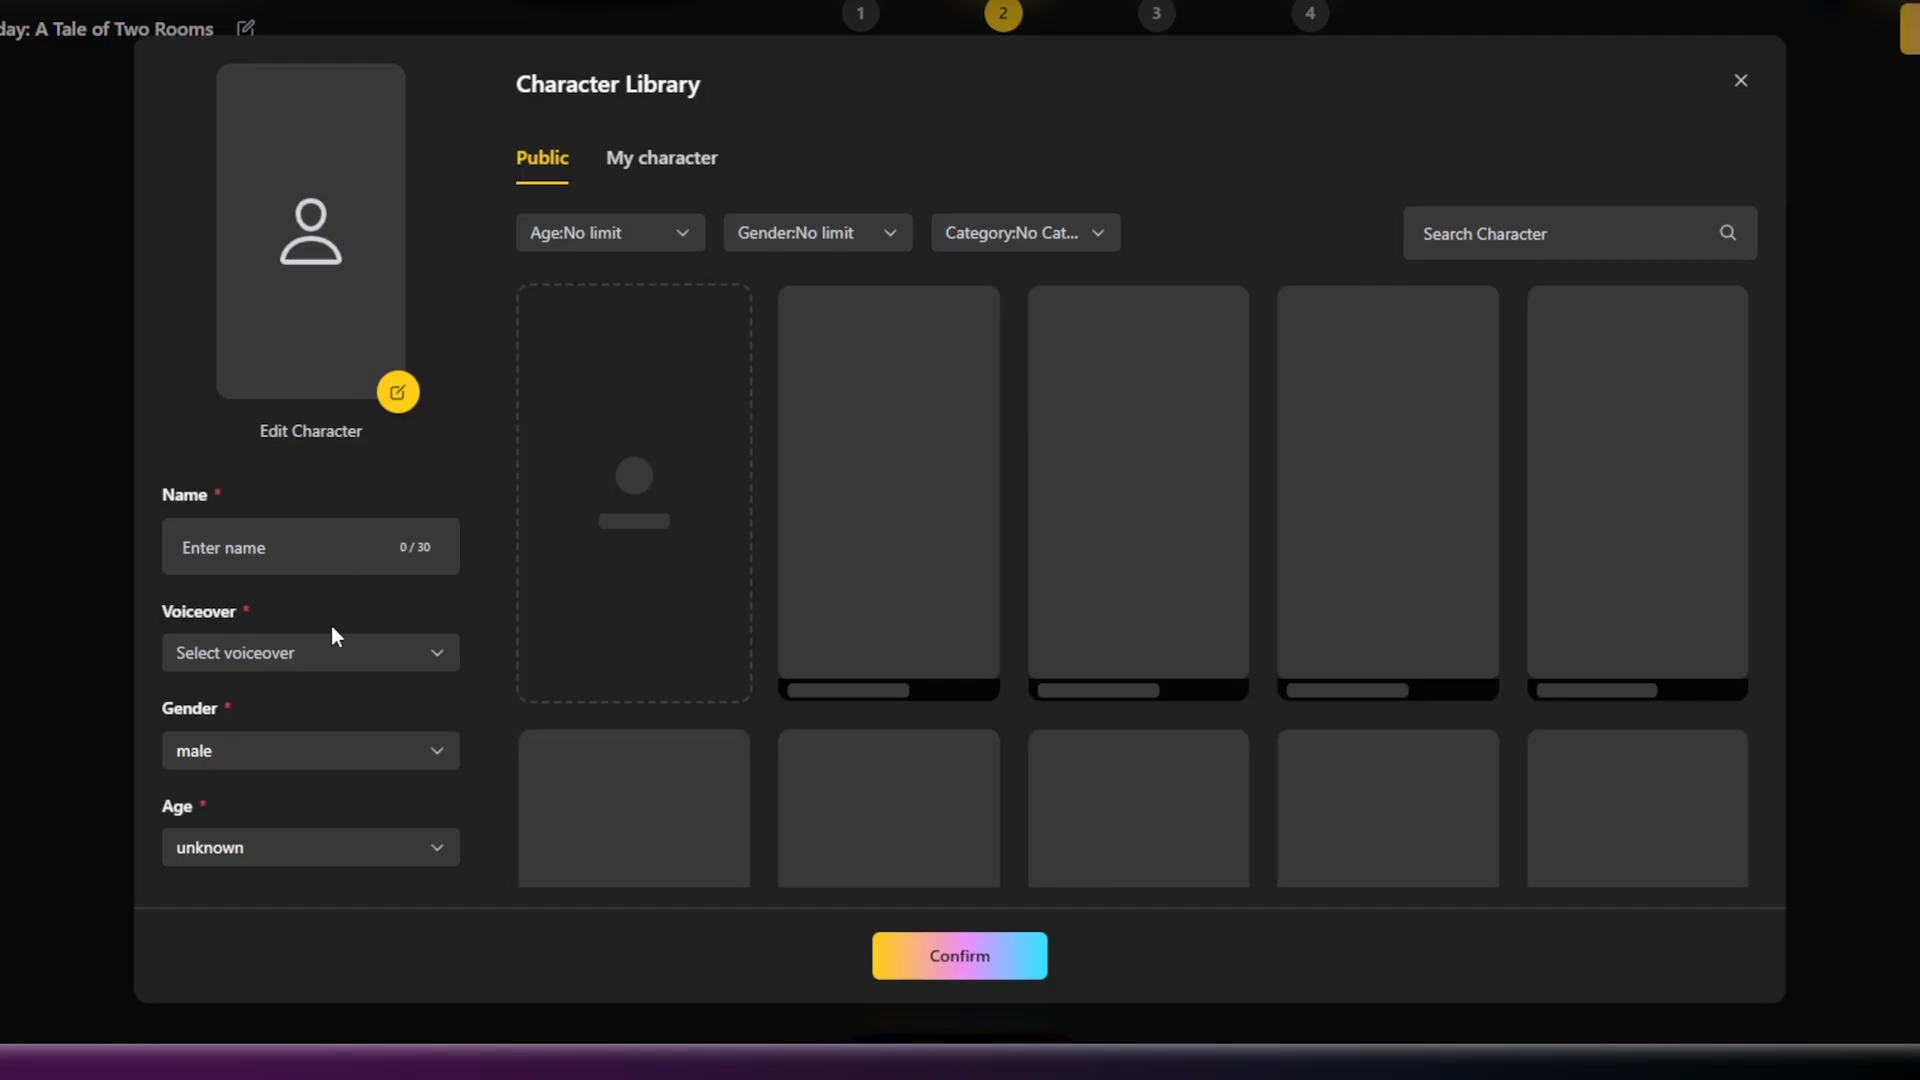 day: A Tale of Two Rooms
1
2
3
4
Character Library
Public
My character
Age:No limit
Gender:No limit
Category:No Cat...
Search Character
Edit Character
Name *
Enter name
0 / 30
Voiceover *
Select voiceover
Gender *
male
Age *
unknown
Confirm